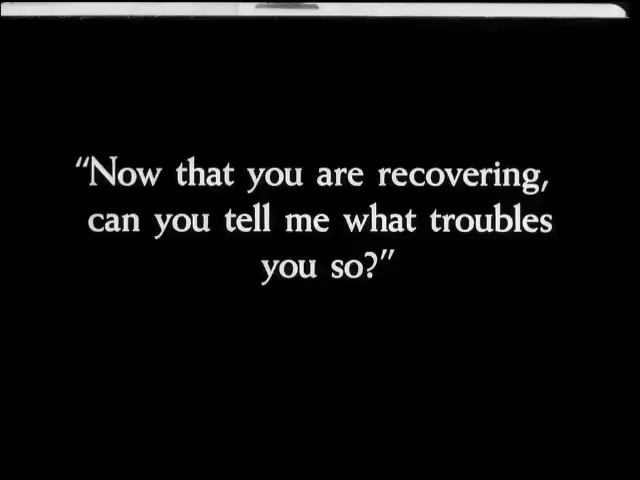 “Now that you are recovering,
can you tell me what troubles
you so?”